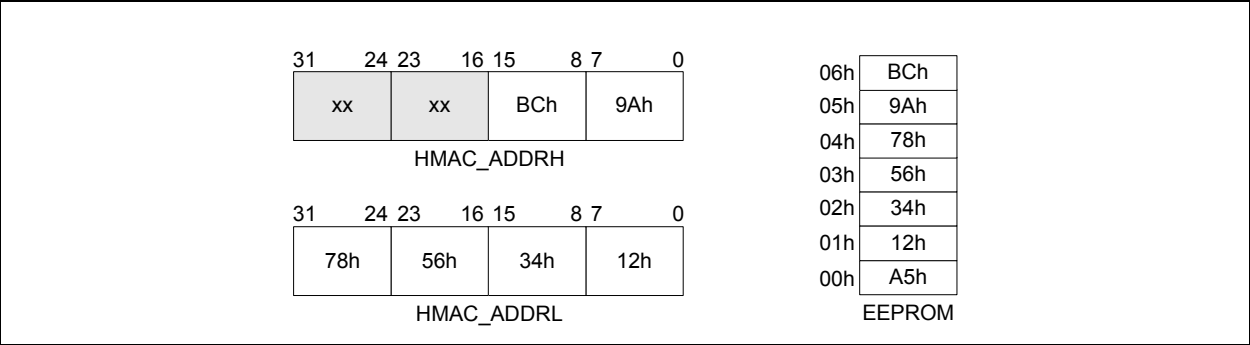 31 24 23 16 15 8 7 0
xx xx BCh 9Ah
HMAC_ADDRH
31 24 23 16 15 8 7 0
78h 56h 34h 12h
HMAC_ADDRL
06h BCh
05h 9Ah
04h 78h
03h 56h
02h 34h
01h 12h
00h A5h
EEPROM